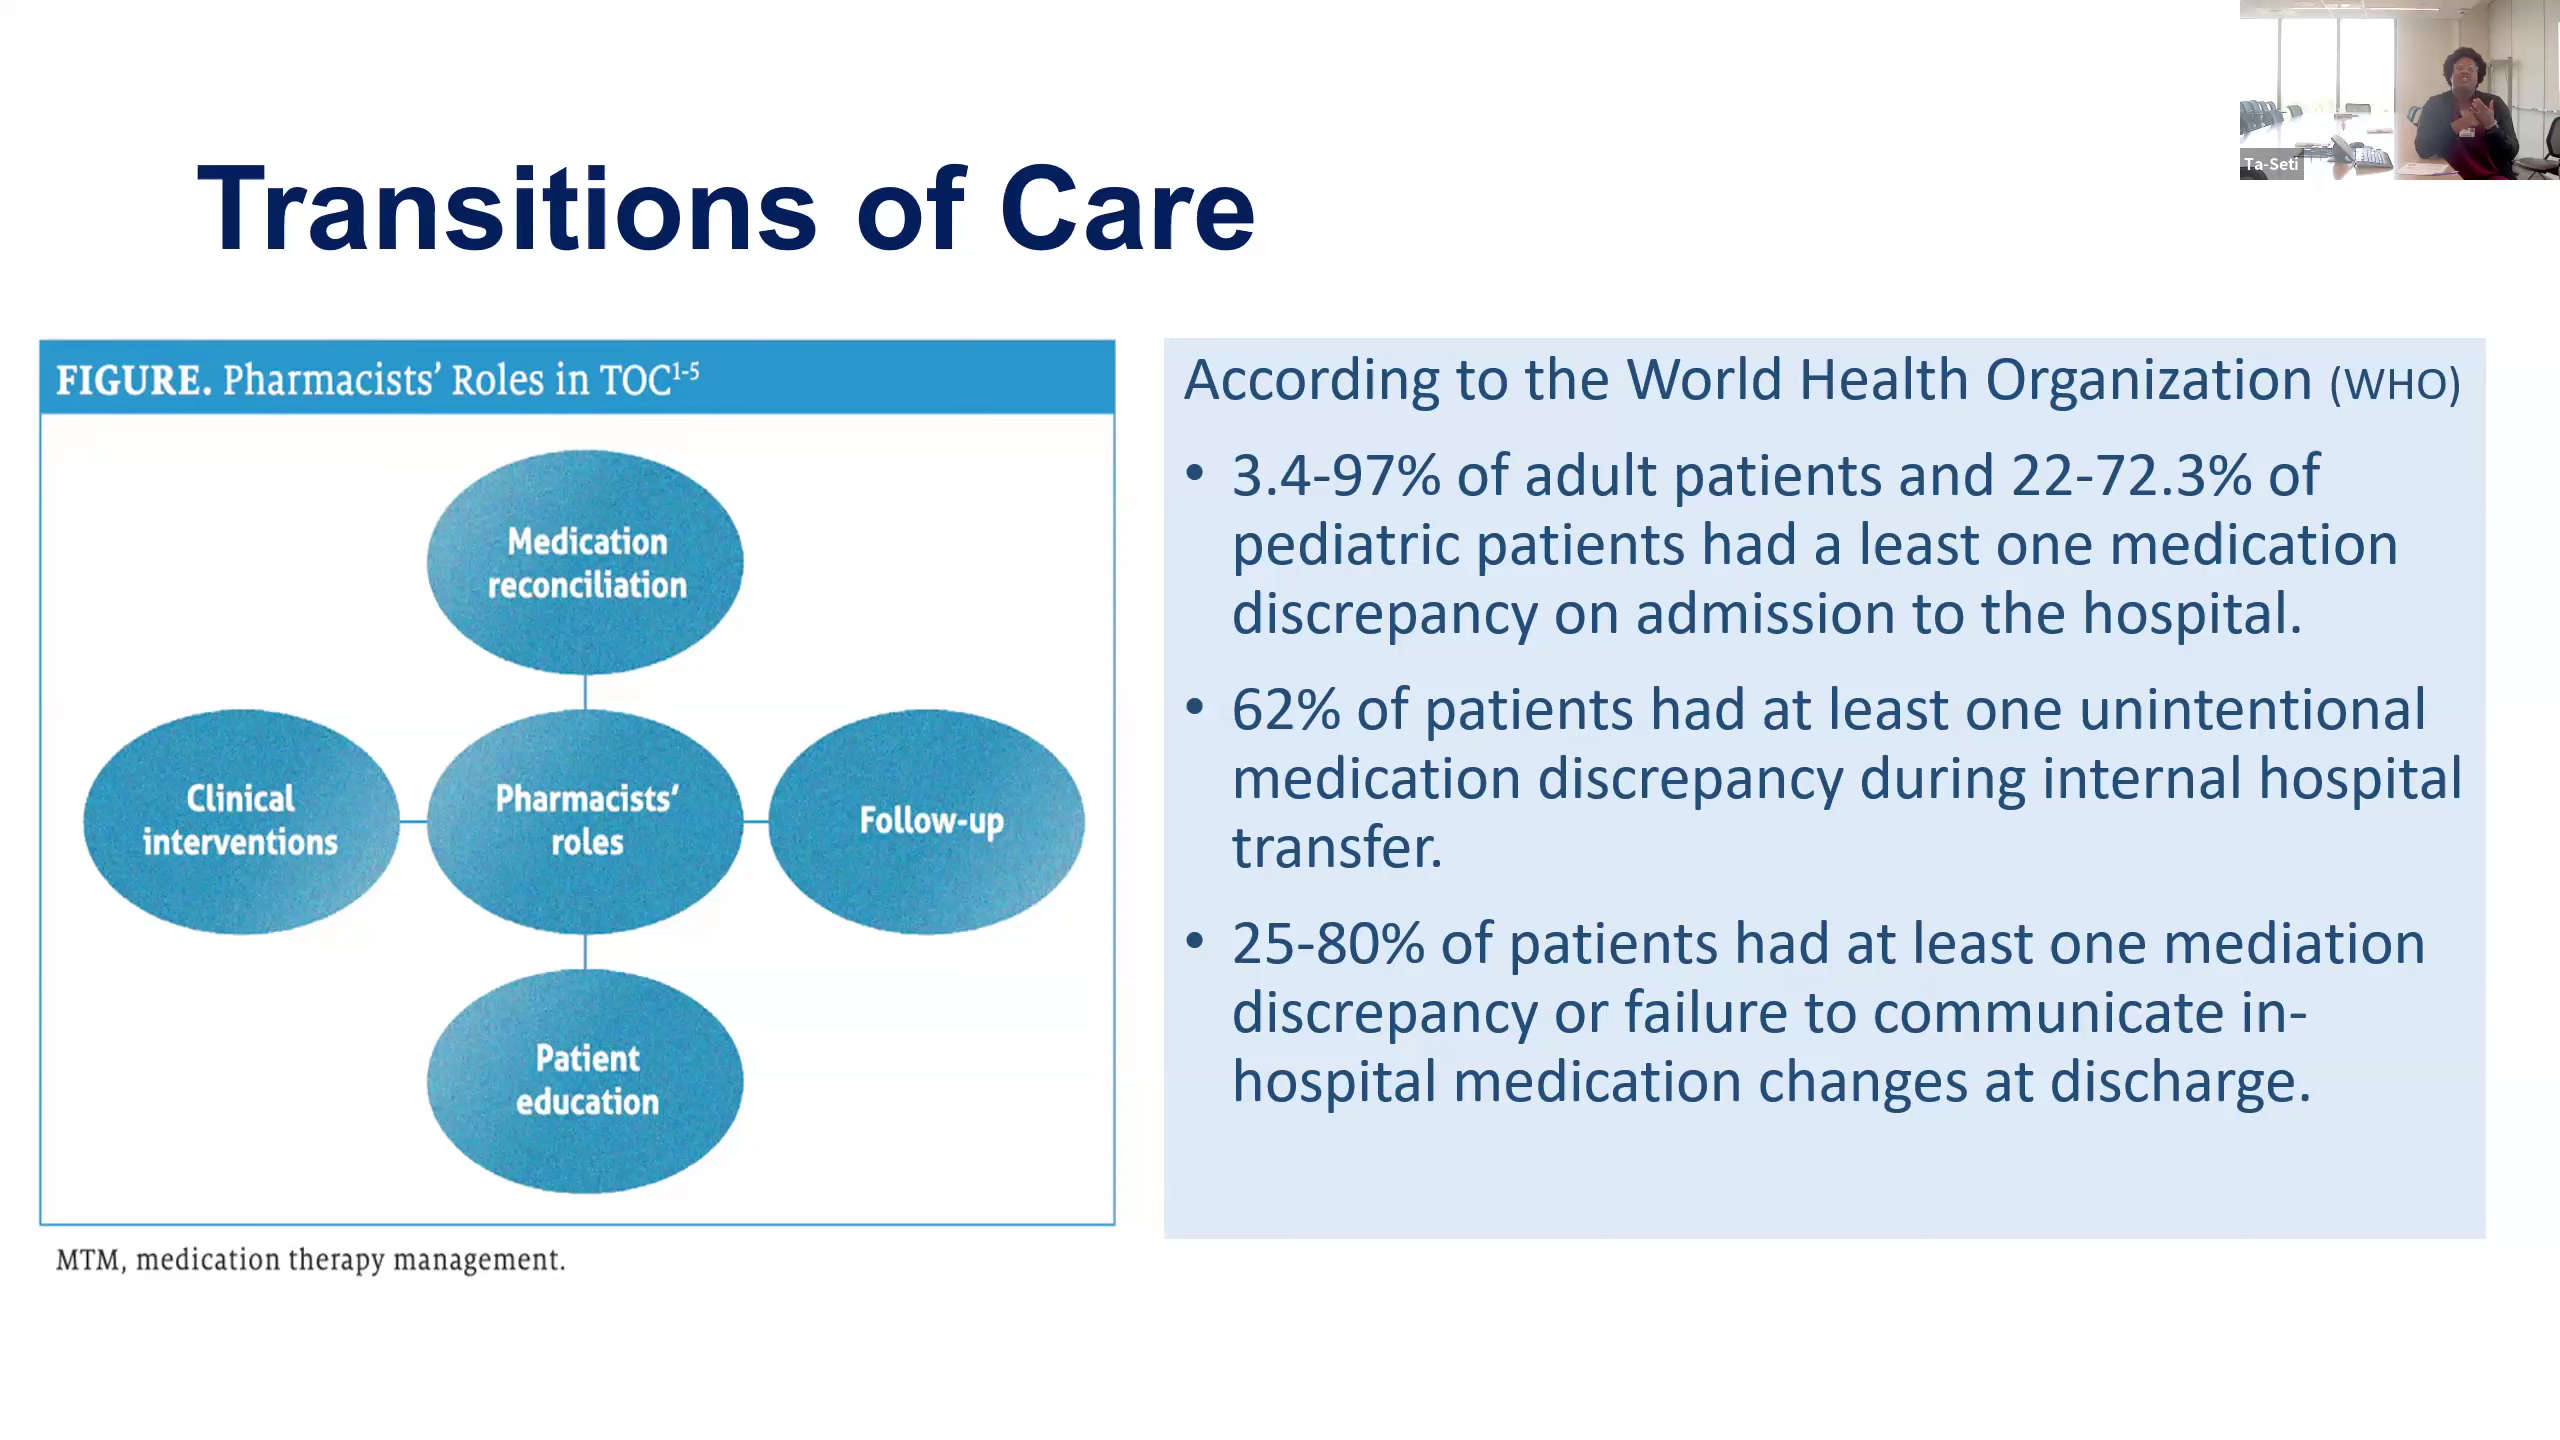 Ta-Seti
Transitions of Care
FIGURE. Pharmacists’ Roles in TOC1-5
Medication
reconciliation
Clinical
interventions
Pharmacists’
roles
Follow-up
Patient
education
MTM, medication therapy management.
According to the World Health Organization (WHO)
• 3.4-97% of adult patients and 22-72.3% of
pediatric patients had a least one medication
discrepancy on admission to the hospital.
• 62% of patients had at least one unintentional
medication discrepancy during internal hospital
transfer.
• 25-80% of patients had at least one mediation
discrepancy or failure to communicate in-
hospital medication changes at discharge.